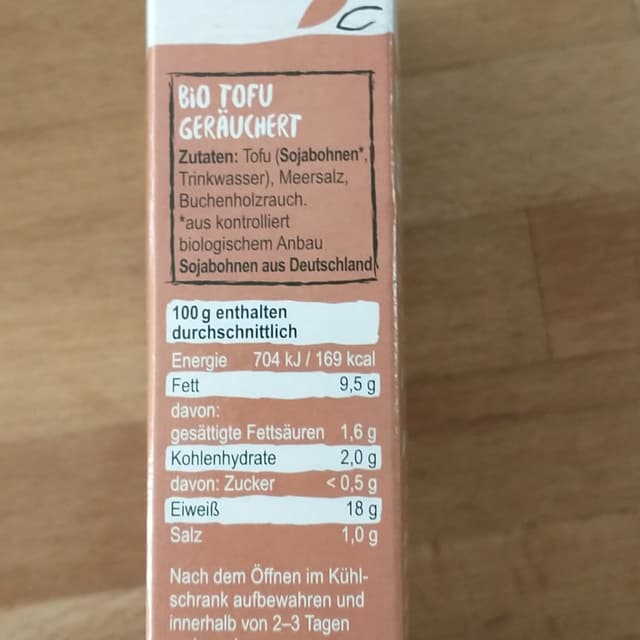 BIO TOFU
GERÄUCHERT
Zutaten: Tofu (Sojabohnen*,
Trinkwasser), Meersalz,
Buchenholzrauch.
*aus kontrolliert
biologischem Anbau
Sojabohnen aus Deutschland
100 g enthalten
durchschnittlich
Energie 704 kJ / 169 kcal
Fett 9,5 g
davon:
gesättigte Fettsäuren 1,6 g
Kohlenhydrate 2,0 g
davon: Zucker < 0,5 g
Eiweiß 18 g
Salz 1,0 g
Nach dem Öffnen im Kühl-
schrank aufbewahren und
innerhalb von 2–3 Tagen